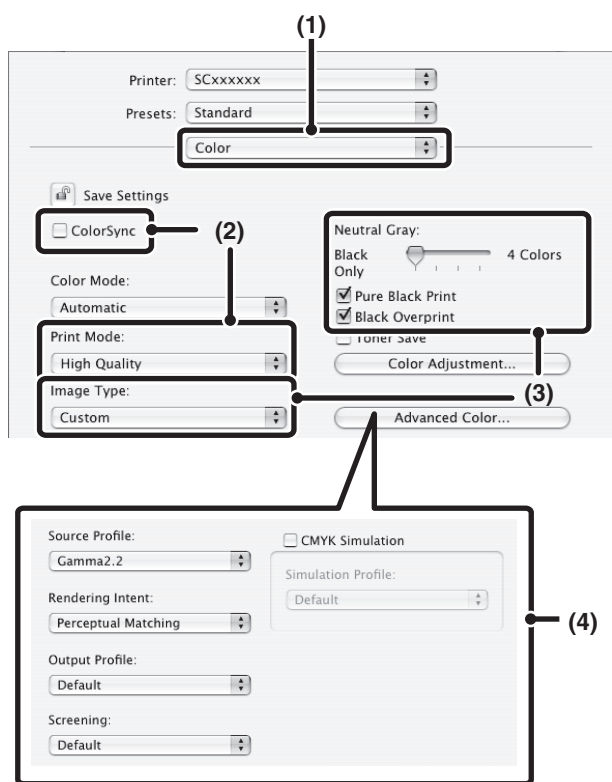 (1)
Printer: SCxxxxxx
Presets: Standard
Color
Save Settings
ColorSync
(2)
Neutral Gray:
Black Only 4 Colors
Pure Black Print
Black Overprint
Color Mode:
Automatic
Print Mode:
High Quality
Toner Save
Color Adjustment...
Image Type:
Custom
(3)
Advanced Color...
Source Profile:
Gamma2.2
CMYK Simulation
Simulation Profile:
Default
Rendering Intent:
Perceptual Matching
(4)
Output Profile:
Default
Screening:
Default